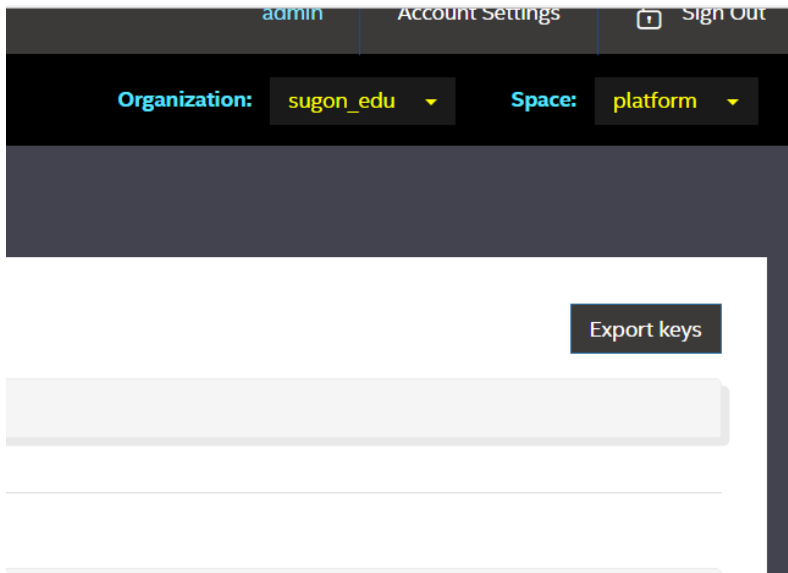 admin Account Settings Sign Out
Organization: sugon_edu Space: platform
Export keys